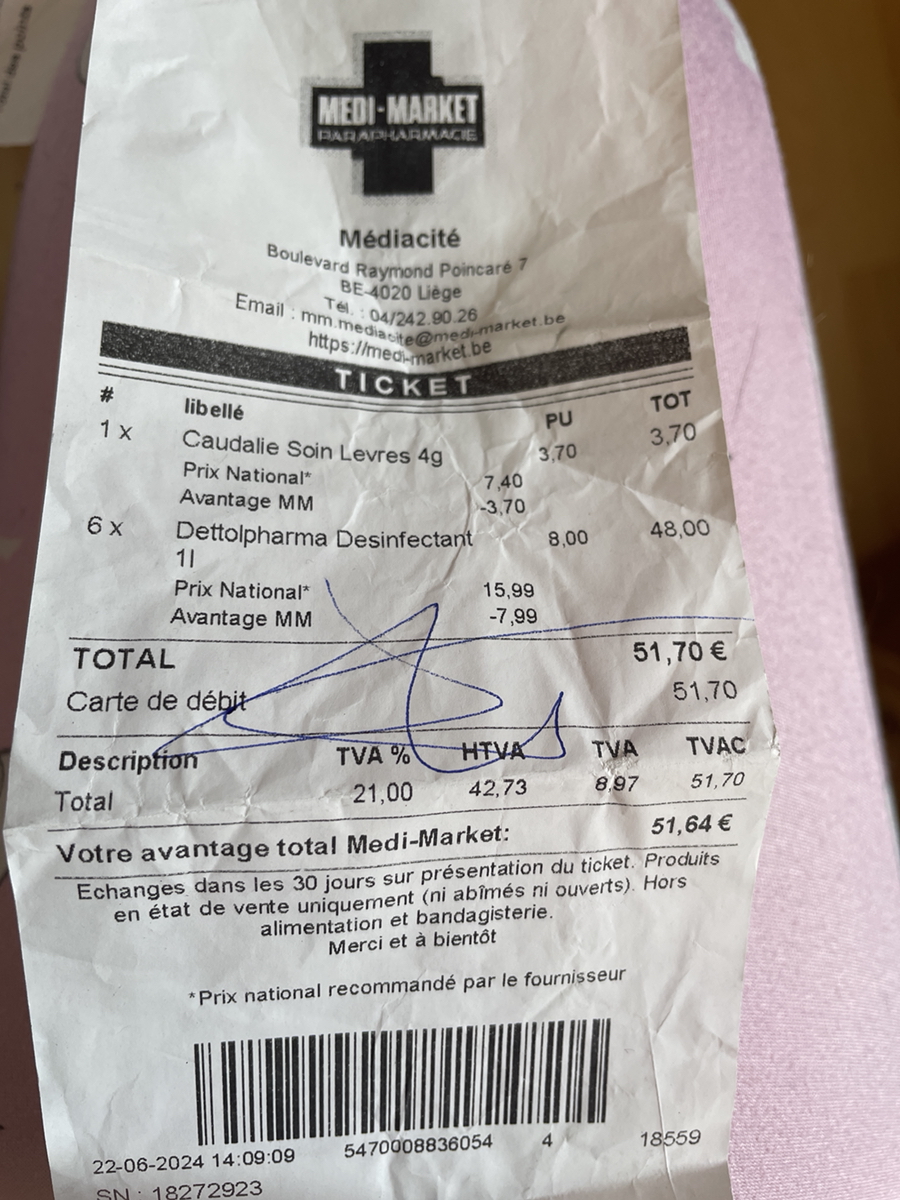 MEDI-MARKET
PARAPHARMACIE
Médiacité
Boulevard Raymond Poincaré 7
BE-4020 Liège
Tél. : 04/242.90.26
Email : mm.mediacite@medi-market.be
https://medi-market.be
TICKET
# libellé PU TOT
1 x Caudalie Soin Levres 4g 3,70 3,70
Prix National* 7,40
Avantage MM -3,70
6 x Dettolpharma Desinfectant 8,00 48,00
1l
Prix National* 15,99
Avantage MM -7,99
TOTAL 51,70 €
Carte de débit 51,70
Description TVA % HTVA TVA TVAC
Total 21,00 42,73 8,97 51,70
Votre avantage total Medi-Market: 51,64 €
Echanges dans les 30 jours sur présentation du ticket. Produits
en état de vente uniquement (ni abîmés ni ouverts). Hors
alimentation et bandagisterie.
Merci et à bientôt
*Prix national recommandé par le fournisseur
22-06-2024 14:09:09 5470008836054 4 18559
SN : 18272923